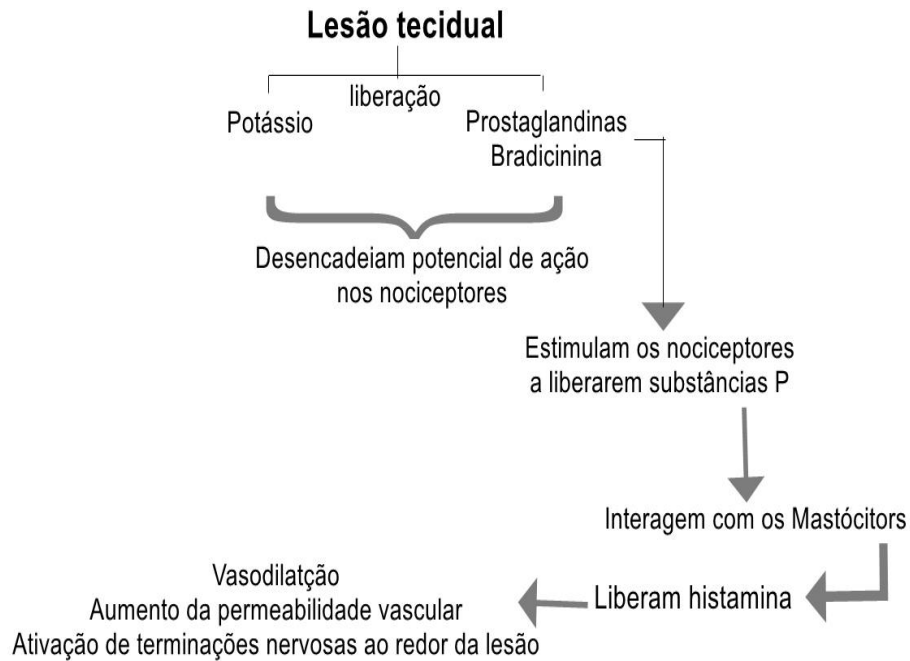 Lesão tecidual
liberação
Potássio
Prostaglandinas
Bradicinina
Desencadeiam potencial de ação
nos nociceptores
Estimulam os nociceptores
a liberarem substâncias P
Interagem com os Mastócitors
Liberam histamina
Vasodilatção
Aumento da permeabilidade vascular
Ativação de terminações nervosas ao redor da lesão